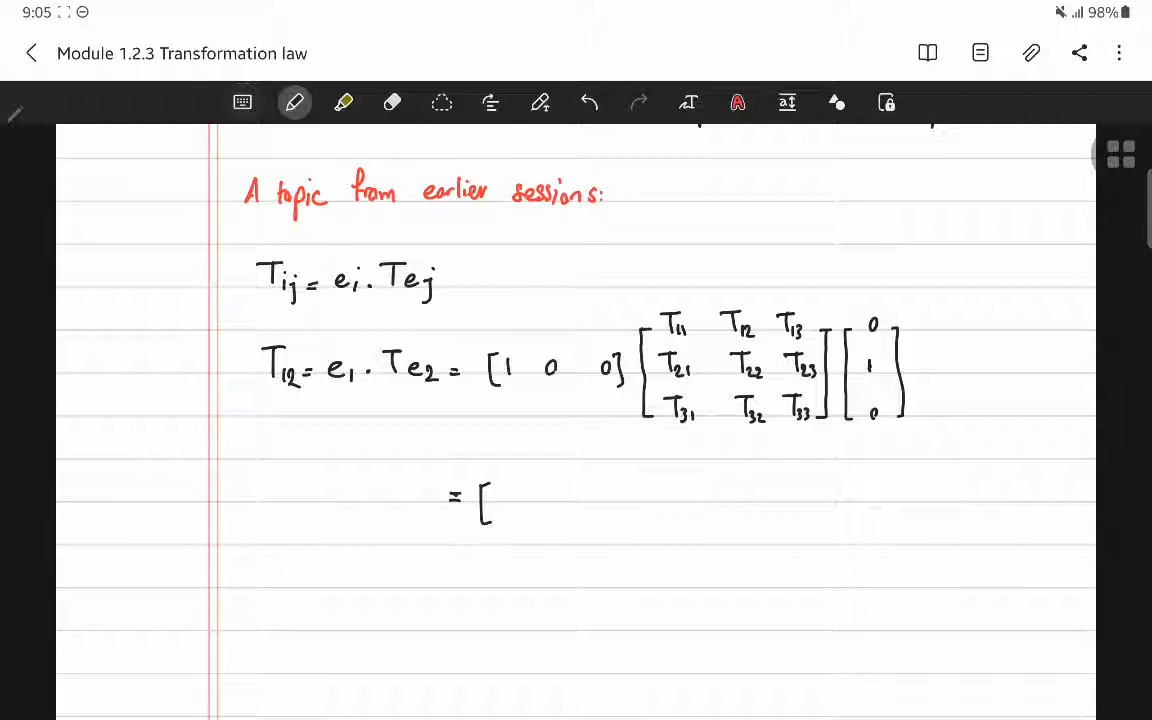 9:05 98%
Module 1.2.3 Transformation law
A topic from earlier sessions:
Tij = ei . Tej
T12 = e1 . Te2 = [1 0 0] [T11 T12 T13 [0
T21 T22 T23 1
T31 T32 T33] 0]
= [